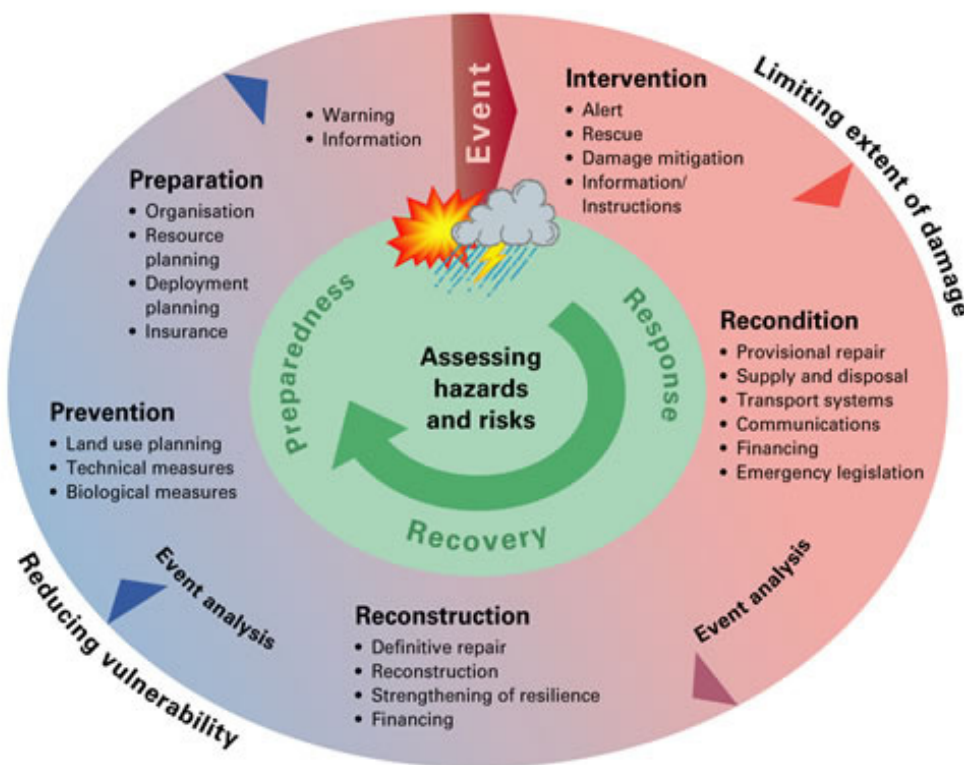 Event
Intervention
• Alert
• Rescue
• Damage mitigation
• Information/
Instructions
Limiting extent of damage
Recondition
• Provisional repair
• Supply and disposal
• Transport systems
• Communications
• Financing
• Emergency legislation
Event analysis
Reconstruction
• Definitive repair
• Reconstruction
• Strengthening of resilience
• Financing
Event analysis
Reducing vulnerability
Prevention
• Land use planning
• Technical measures
• Biological measures
Preparation
• Organisation
• Resource
planning
• Deployment
planning
• Insurance
• Warning
• Information
Assessing
hazards
and risks
Response
Recovery
Preparedness